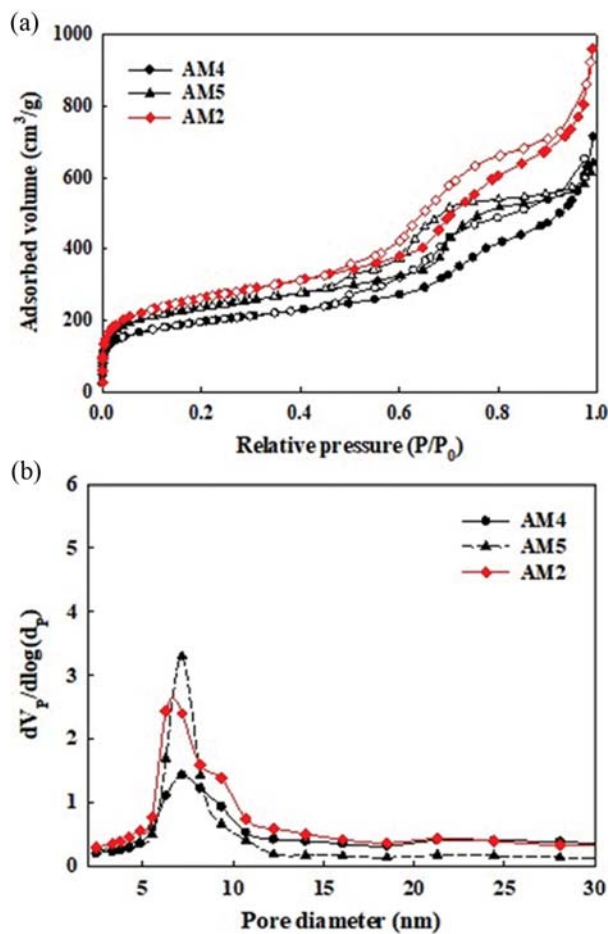 (a)
1000
800
600
400
200
0
Adsorbed volume (cm³/g)
AM4
AM5
AM2
0.0 0.2 0.4 0.6 0.8 1.0
Relative pressure (P/P₀)
(b)
6
5
4
3
2
1
0
dVₚ/dlog(dₚ)
AM4
AM5
AM2
5 10 15 20 25 30
Pore diameter (nm)